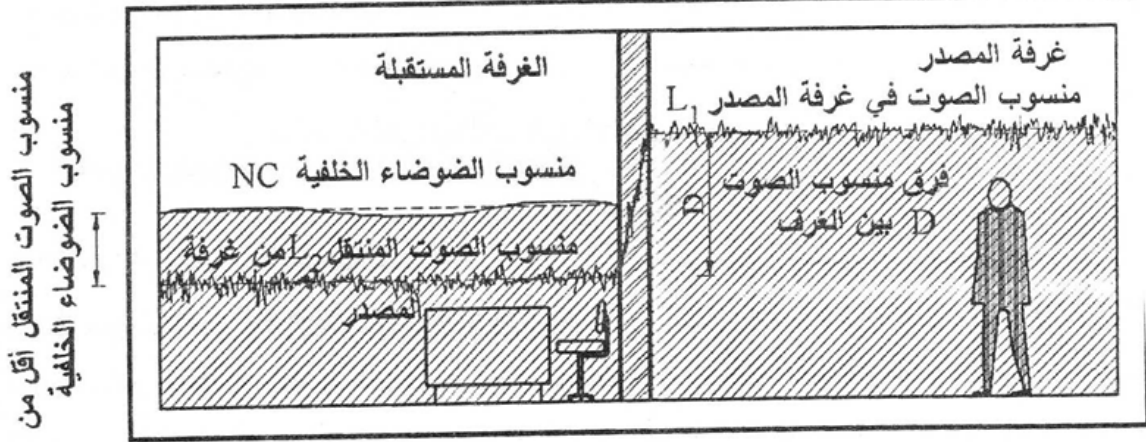 غرفة المصدر
منسوب الصوت في غرفة المصدر L1
فرق منسوب الصوت
D بين الغرف
D
الغرفة المستقبلة
منسوب الضوضاء الخلفية NC
منسوب الصوت المنتقل L2 من غرفة
المصدر
منسوب الصوت المنتقل اقل من
منسوب الضوضاء الخلفية